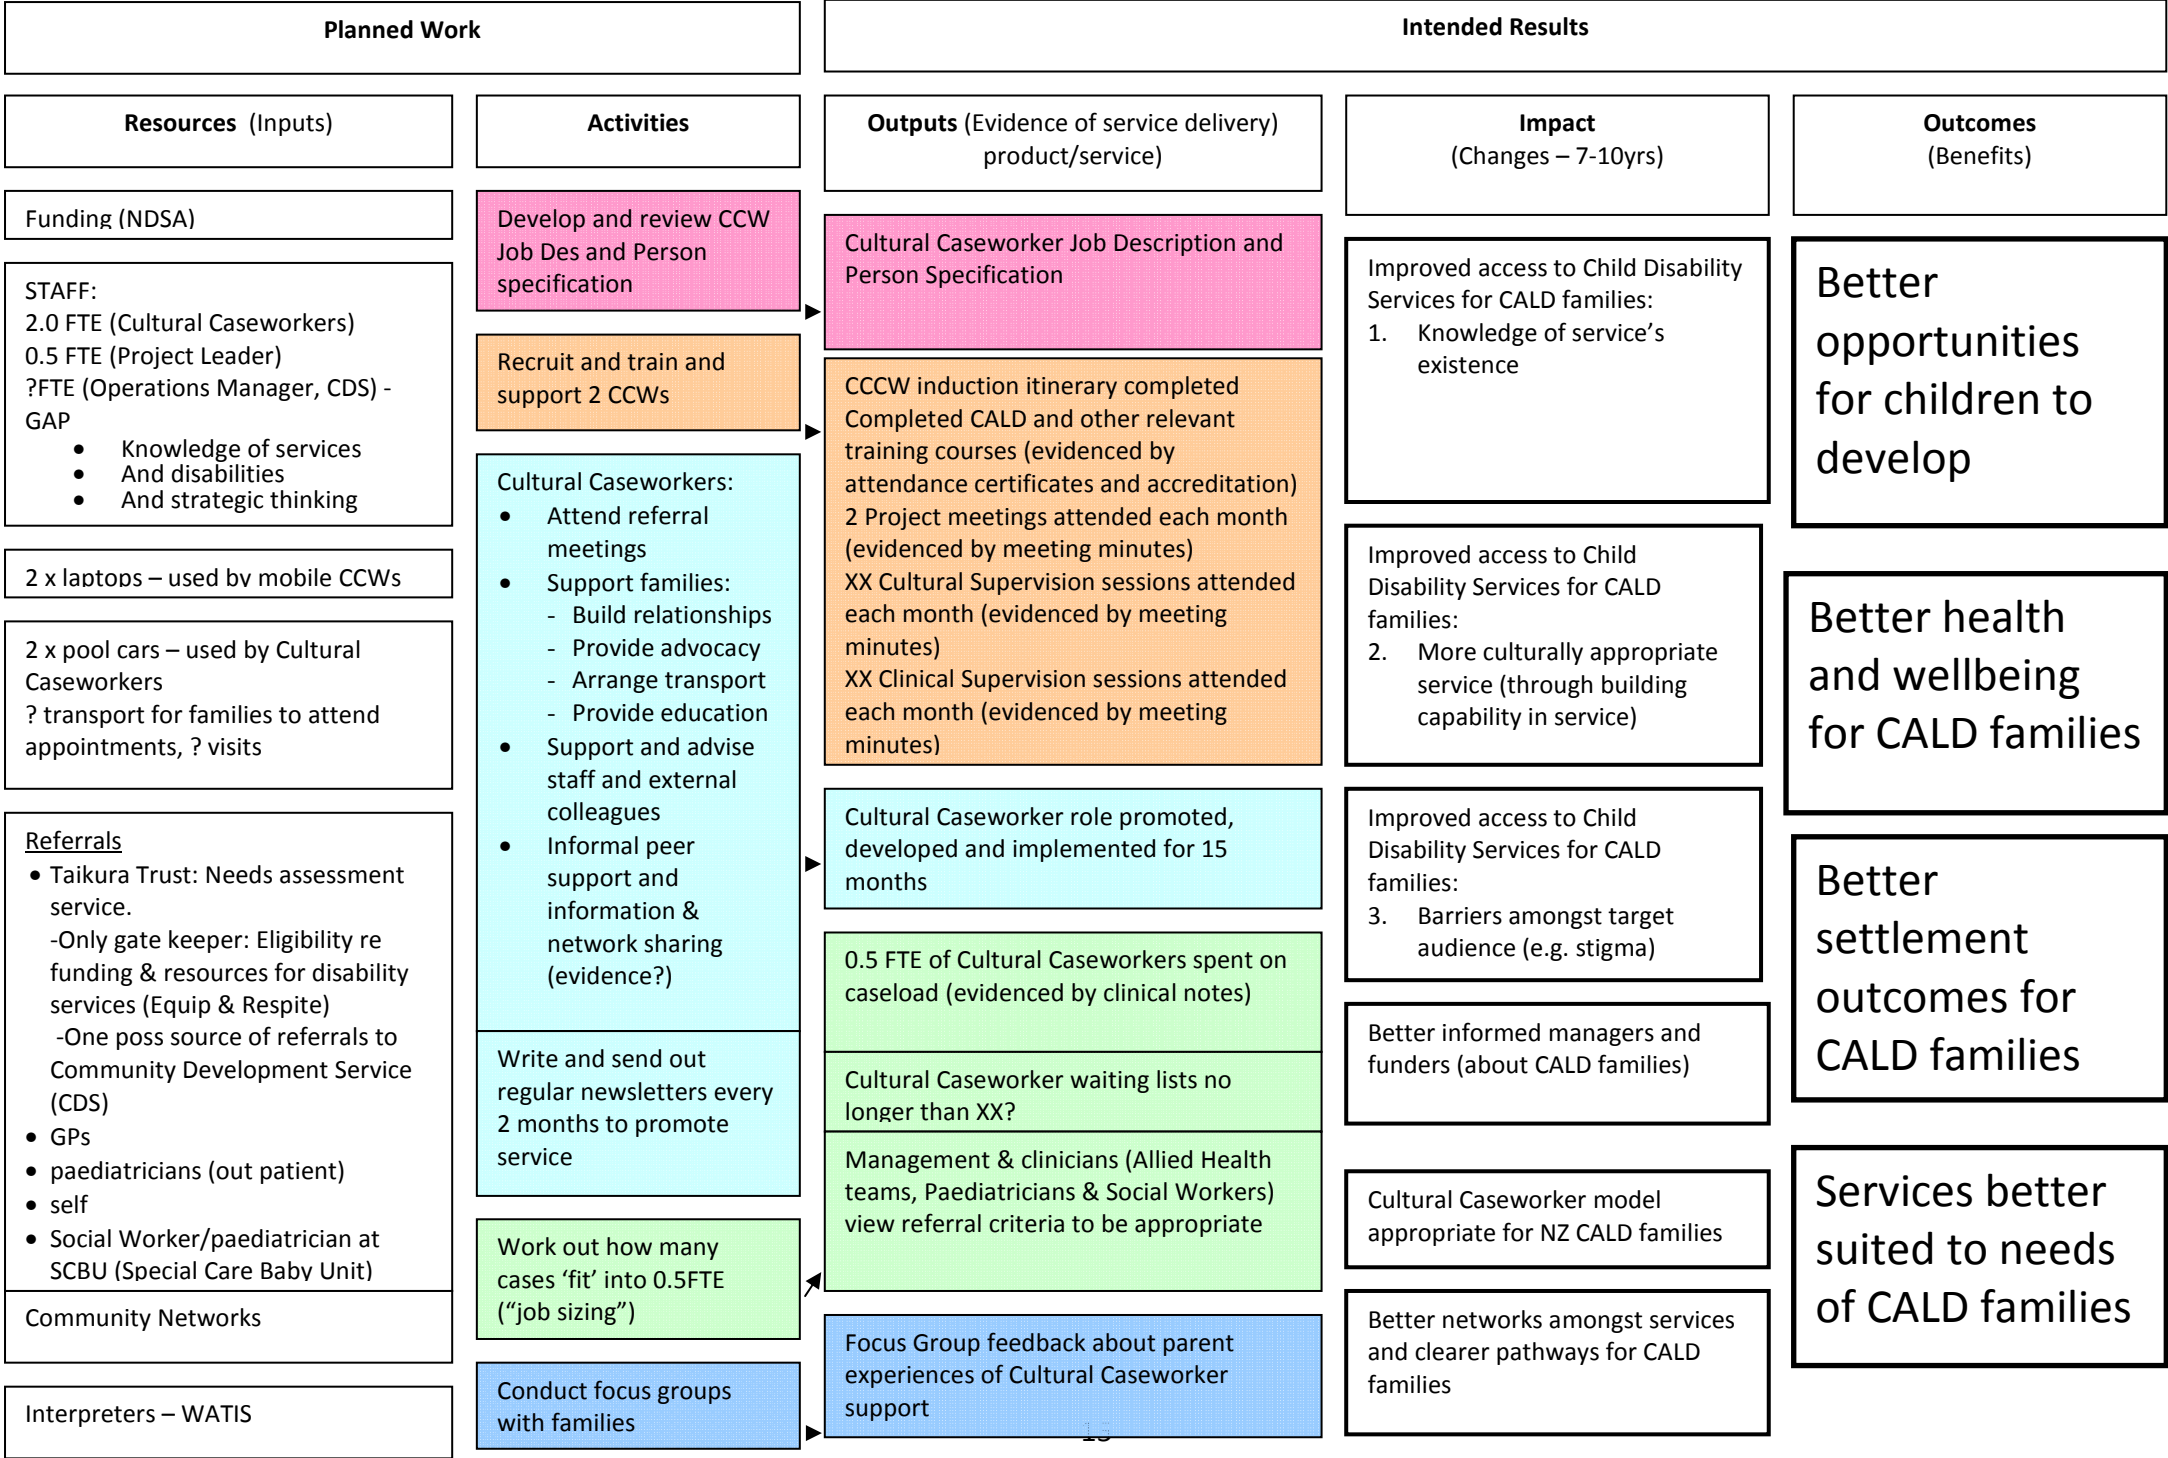 Planned Work
Intended Results
Resources (Inputs)
Activities
Outputs (Evidence of service delivery)
product/service)
Impact
(Changes – 7-10yrs)
Outcomes
(Benefits)
Funding (NDSA)
STAFF:
2.0 FTE (Cultural Caseworkers)
0.5 FTE (Project Leader)
?FTE (Operations Manager, CDS) -
GAP
• Knowledge of services
• And disabilities
• And strategic thinking
2 x laptops – used by mobile CCWs
2 x pool cars – used by Cultural
Caseworkers
? transport for families to attend
appointments, ? visits
Referrals
• Taikura Trust: Needs assessment
service.
-Only gate keeper: Eligibility re
funding & resources for disability
services (Equip & Respite)
-One poss source of referrals to
Community Development Service
(CDS)
• GPs
• paediatricians (out patient)
• self
• Social Worker/paediatrician at
SCBU (Special Care Baby Unit)
Community Networks
Interpreters – WATIS
Develop and review CCW
Job Des and Person
specification
Recruit and train and
support 2 CCWs
Cultural Caseworkers:
• Attend referral
meetings
• Support families:
- Build relationships
- Provide advocacy
- Arrange transport
- Provide education
• Support and advise
staff and external
colleagues
• Informal peer
support and
information &
network sharing
(evidence?)
Write and send out
regular newsletters every
2 months to promote
service
Work out how many
cases ‘fit’ into 0.5FTE
(“job sizing”)
Conduct focus groups
with families
Cultural Caseworker Job Description and
Person Specification
CCCW induction itinerary completed
Completed CALD and other relevant
training courses (evidenced by
attendance certificates and accreditation)
2 Project meetings attended each month
(evidenced by meeting minutes)
XX Cultural Supervision sessions attended
each month (evidenced by meeting
minutes)
XX Clinical Supervision sessions attended
each month (evidenced by meeting
minutes)
Cultural Caseworker role promoted,
developed and implemented for 15
months
0.5 FTE of Cultural Caseworkers spent on
caseload (evidenced by clinical notes)
Cultural Caseworker waiting lists no
longer than XX?
Management & clinicians (Allied Health
teams, Paediatricians & Social Workers)
view referral criteria to be appropriate
Focus Group feedback about parent
experiences of Cultural Caseworker
support
Improved access to Child Disability
Services for CALD families:
1. Knowledge of service’s
existence
Improved access to Child
Disability Services for CALD
families:
2. More culturally appropriate
service (through building
capability in service)
Improved access to Child
Disability Services for CALD
families:
3. Barriers amongst target
audience (e.g. stigma)
Better informed managers and
funders (about CALD families)
Cultural Caseworker model
appropriate for NZ CALD families
Better networks amongst services
and clearer pathways for CALD
families
Better
opportunities
for children to
develop
Better health
and wellbeing
for CALD families
Better
settlement
outcomes for
CALD families
Services better
suited to needs
of CALD families